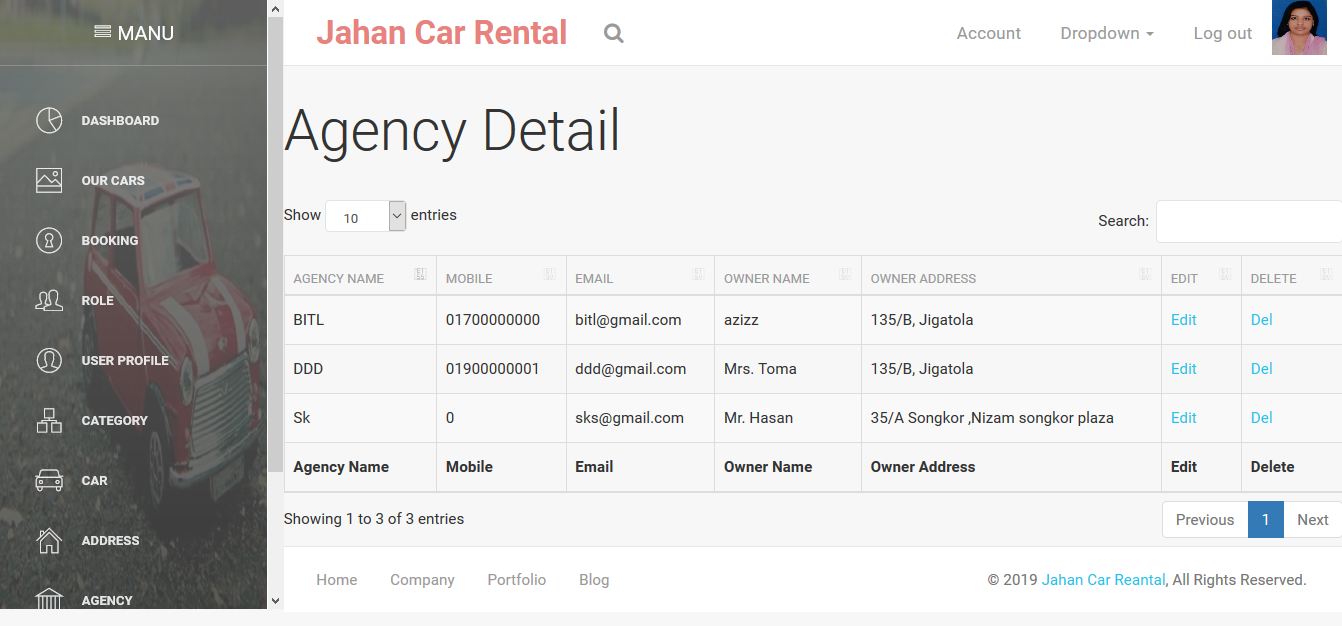 MANU
Jahan Car Rental
Account Dropdown Log out
DASHBOARD
OUR CARS
BOOKING
ROLE
USER PROFILE
CATEGORY
CAR
ADDRESS
AGENCY
Agency Detail
Show 10 entries
Search:
AGENCY NAME MOBILE EMAIL OWNER NAME OWNER ADDRESS EDIT DELETE
BITL 01700000000 bitl@gmail.com azizz 135/B, Jigatola Edit Del
DDD 01900000001 ddd@gmail.com Mrs. Toma 135/B, Jigatola Edit Del
Sk 0 sks@gmail.com Mr. Hasan 35/A Songkor ,Nizam songkor plaza Edit Del
Agency Name Mobile Email Owner Name Owner Address Edit Delete
Showing 1 to 3 of 3 entries
Previous 1 Next
Home Company Portfolio Blog
© 2019 Jahan Car Reantal, All Rights Reserved.